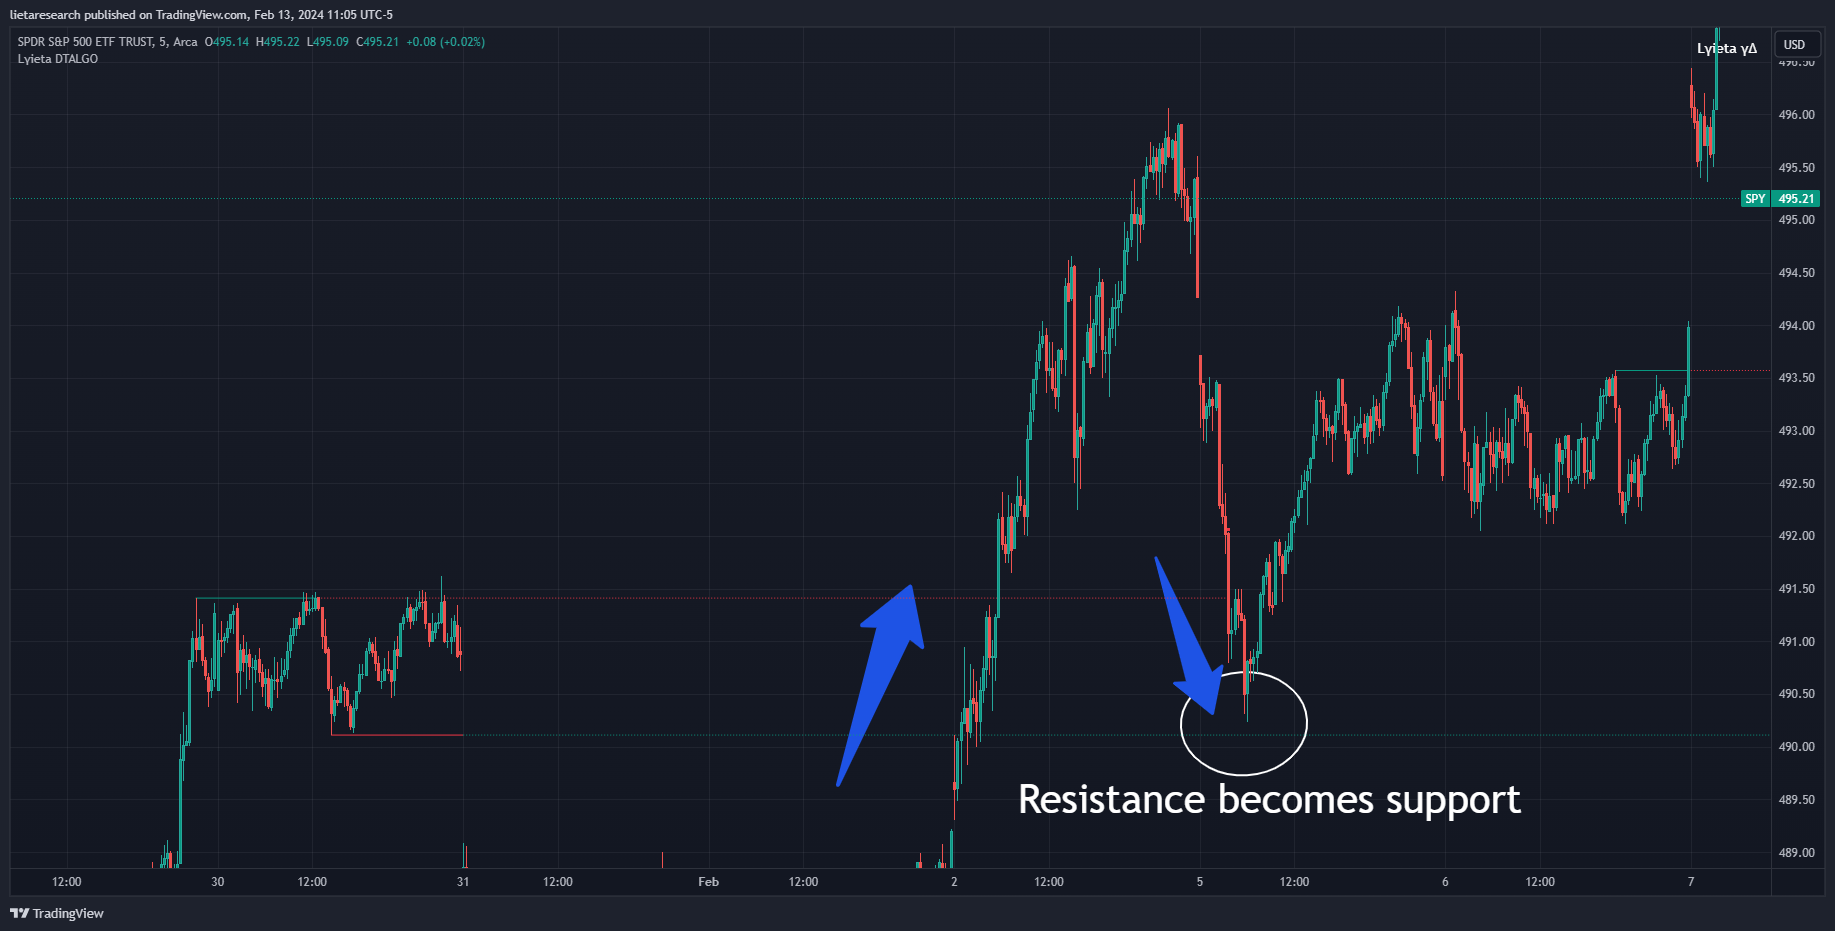 lietaresearch published on TradingView.com, Feb 13, 2024 11:05 UTC-5
SPDR S&P 500 ETF TRUST, 5, Arca O495.14 H495.22 L495.09 C495.21 +0.08 (+0.02%)
Lyieta DTALGO
Lyieta γΔ
USD
496.50
496.00
495.50
SPY 495.21
495.00
494.50
494.00
493.50
493.00
492.50
492.00
491.50
491.00
490.50
490.00
Resistance becomes support
489.50
489.00
12:00 30 12:00 31 12:00 Feb 12:00 2 12:00 5 12:00 6 12:00 7
TradingView